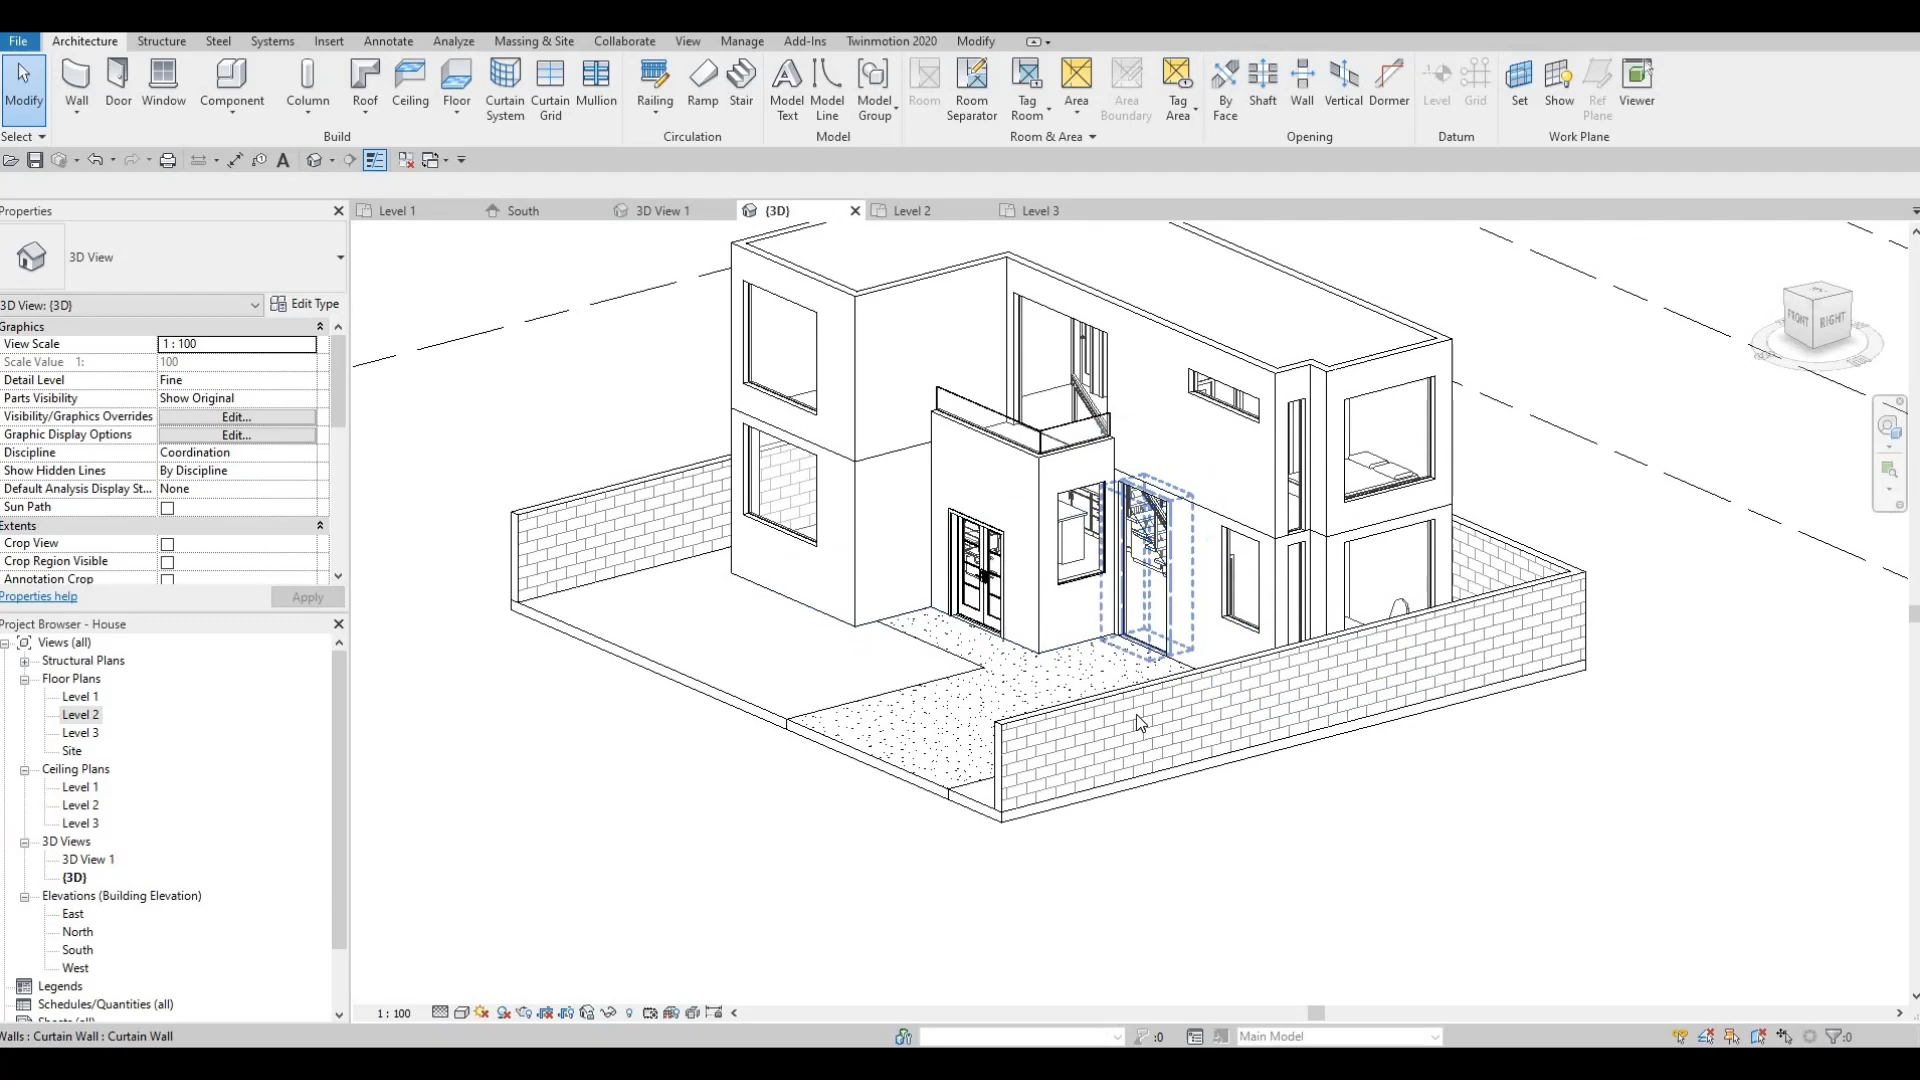 File Architecture Structure Steel Systems Insert Annotate Analyze Massing & Site Collaborate View Manage Add-Ins Twinmotion 2020 Modify
Modify Wall Door Window Component Column Roof Ceiling Floor Curtain System Curtain Grid Mullion Railing Ramp Stair Model Text Model Line Model Group Room Room Separator Tag Room Area Area Boundary Tag Area By Face Shaft Wall Vertical Dormer Level Grid Set Show Ref Plane Viewer
Select Build Circulation Model Room & Area Opening Datum Work Plane
Properties
Level 1 South 3D View 1 {3D} Level 2 Level 3
3D View
3D View: {3D} Edit Type
Graphics
View Scale 1 : 100
Scale Value 1: 100
Detail Level Fine
Parts Visibility Show Original
Visibility/Graphics Overrides Edit...
Graphic Display Options Edit...
Discipline Coordination
Show Hidden Lines By Discipline
Default Analysis Display St... None
Sun Path
Extents
Crop View
Crop Region Visible
Annotation Crop
Properties help Apply
Project Browser - House
Views (all)
Structural Plans
Floor Plans
Level 1
Level 2
Level 3
Site
Ceiling Plans
Level 1
Level 2
Level 3
3D Views
3D View 1
{3D}
Elevations (Building Elevation)
East
North
South
West
Legends
Schedules/Quantities (all)
Sheets (all)
FRONT RIGHT
1 : 100
Walls : Curtain Wall : Curtain Wall :0 Main Model :0